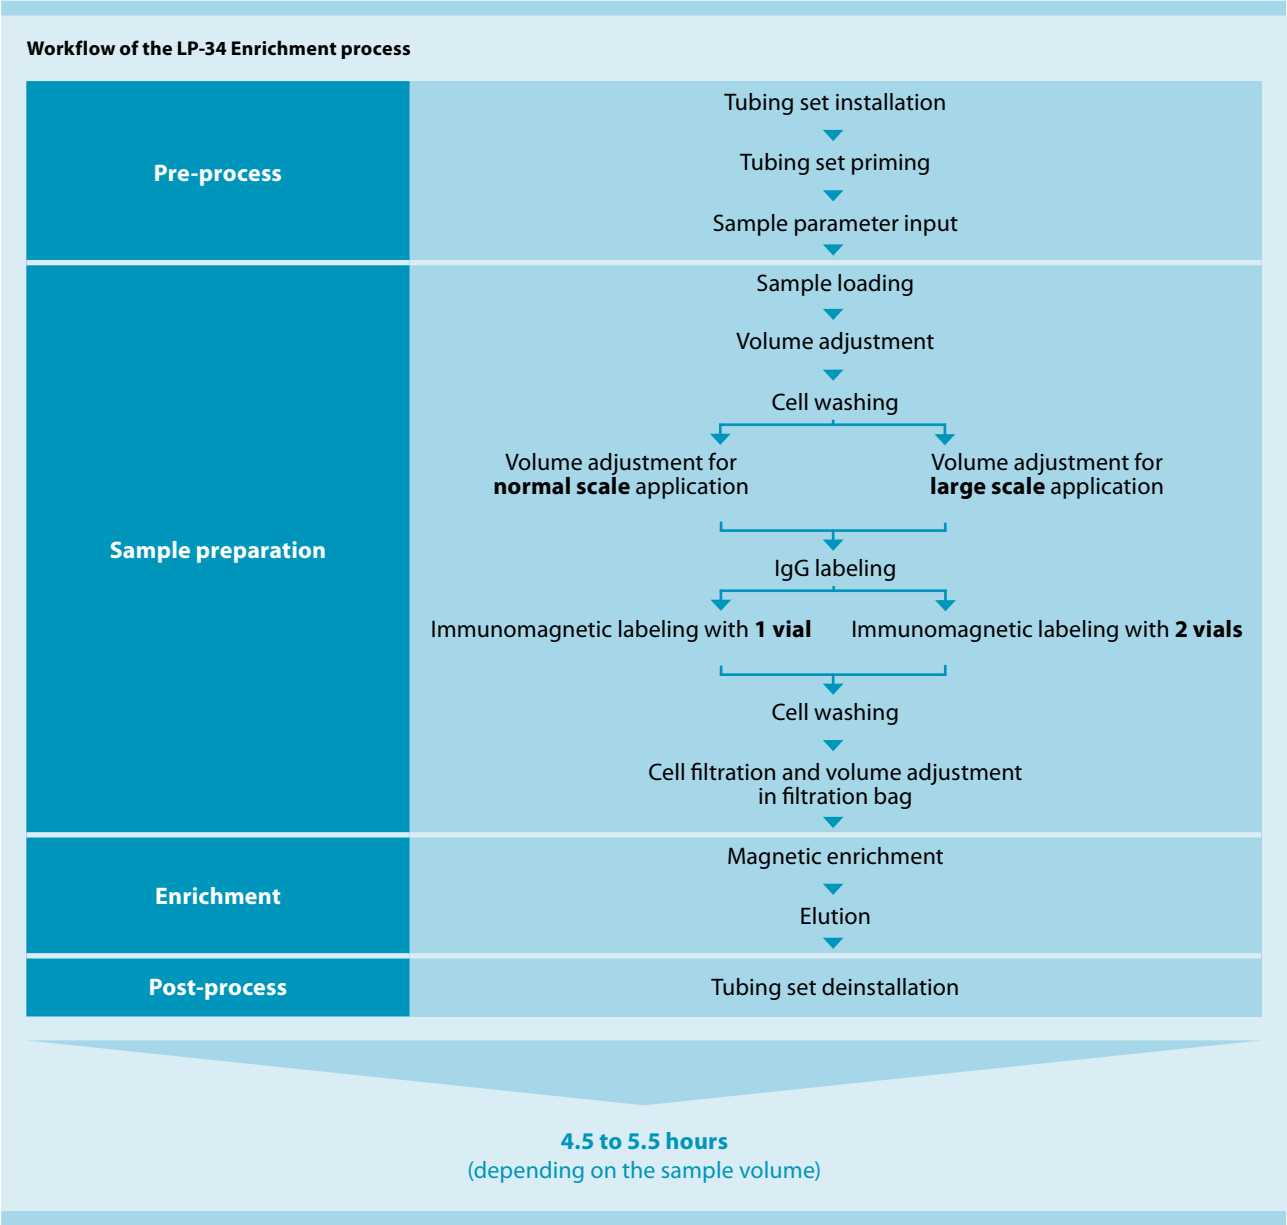 Workflow of the LP-34 Enrichment process
Pre-process
Tubing set installation
Tubing set priming
Sample parameter input
Sample preparation
Sample loading
Volume adjustment
Cell washing
Volume adjustment for
normal scale application
Volume adjustment for
large scale application
IgG labeling
Immunomagnetic labeling with 1 vial
Immunomagnetic labeling with 2 vials
Cell washing
Cell filtration and volume adjustment
in filtration bag
Enrichment
Magnetic enrichment
Elution
Post-process
Tubing set deinstallation
4.5 to 5.5 hours
(depending on the sample volume)